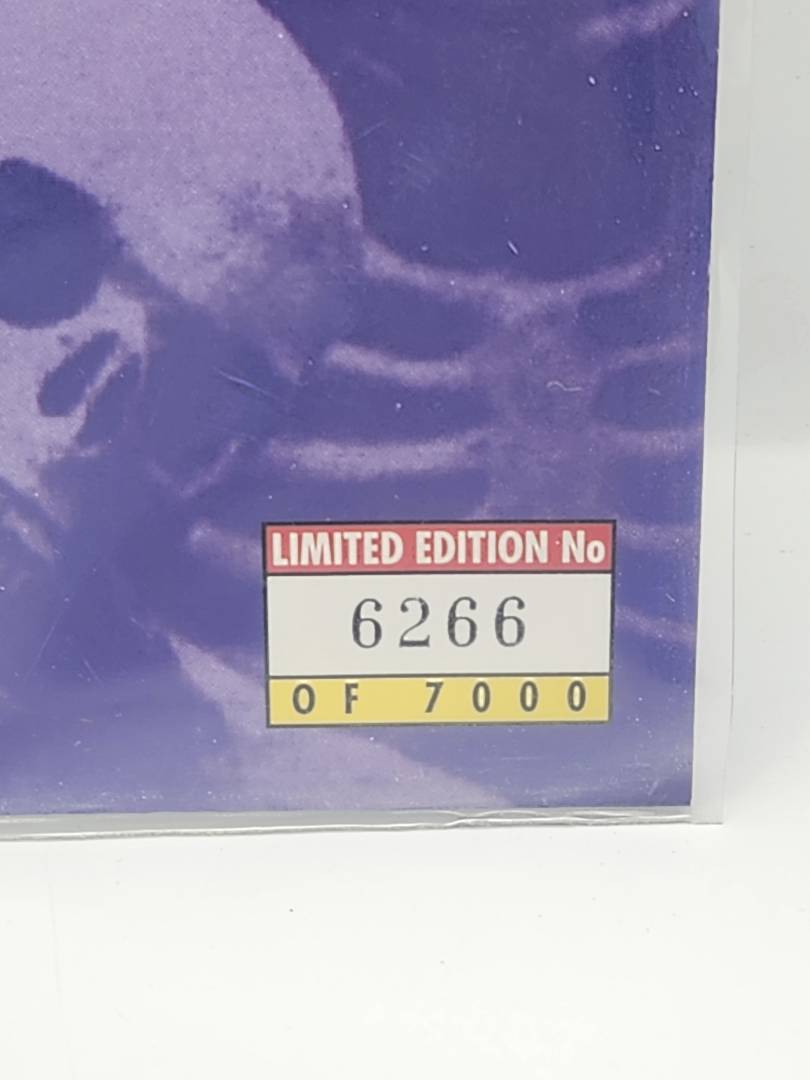 LIMITED EDITION No
6266
OF 7000